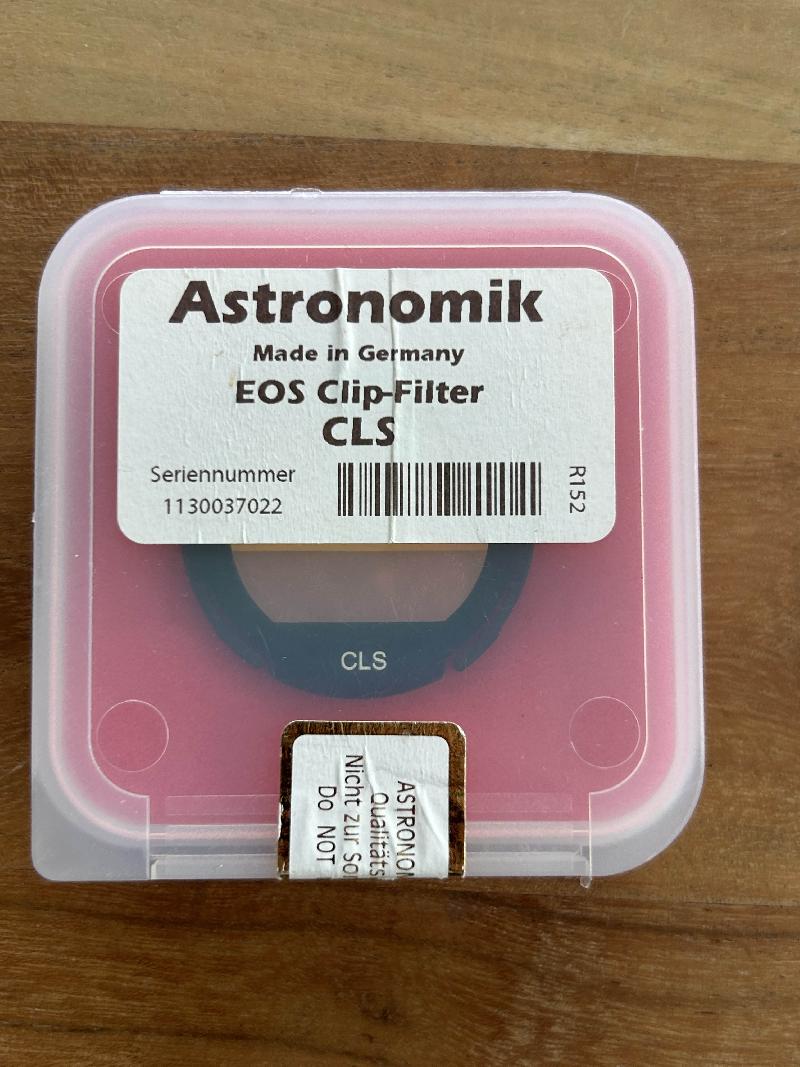 Astronomik
Made in Germany
EOS Clip-Filter
CLS
Seriennummer
1130037022
R152
CLS
ASTRONOM
Qualitäts
Nicht zur So
Do NOT